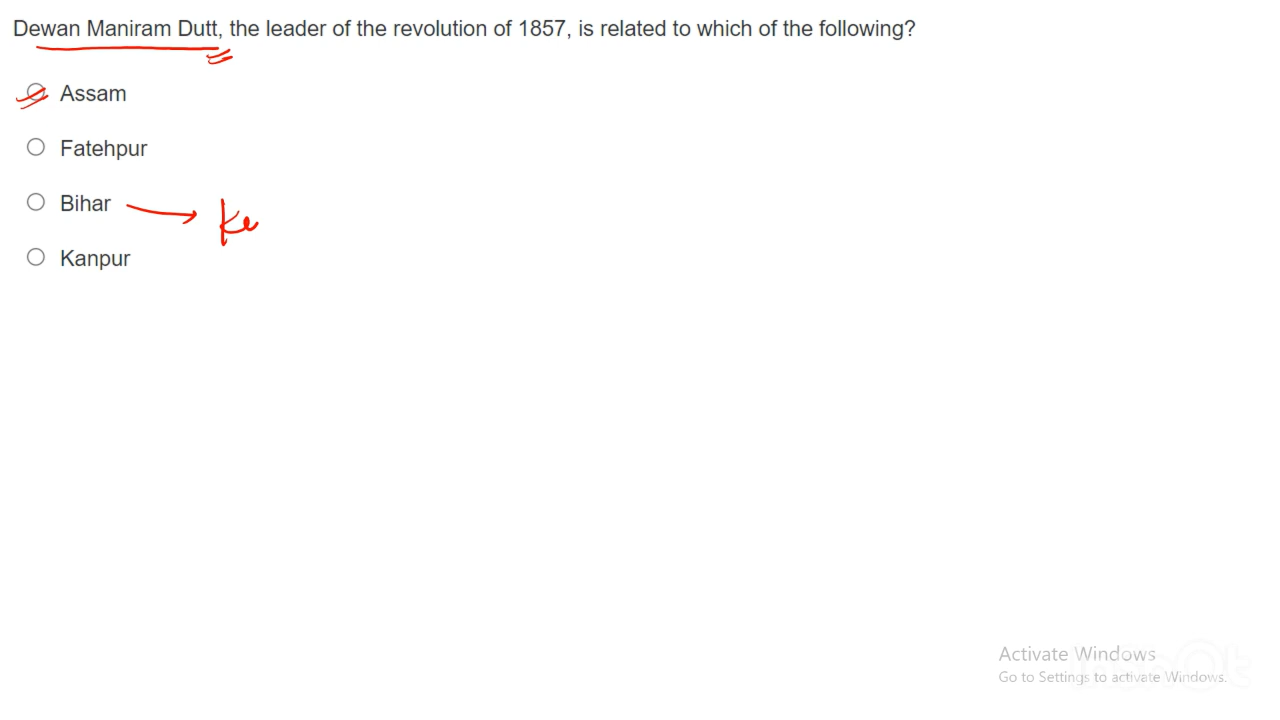 Dewan Maniram Dutt, the leader of the revolution of 1857, is related to which of the following?
Assam
Fatehpur
Bihar
Kanpur
Activate Windows
Go to Settings to activate Windows.